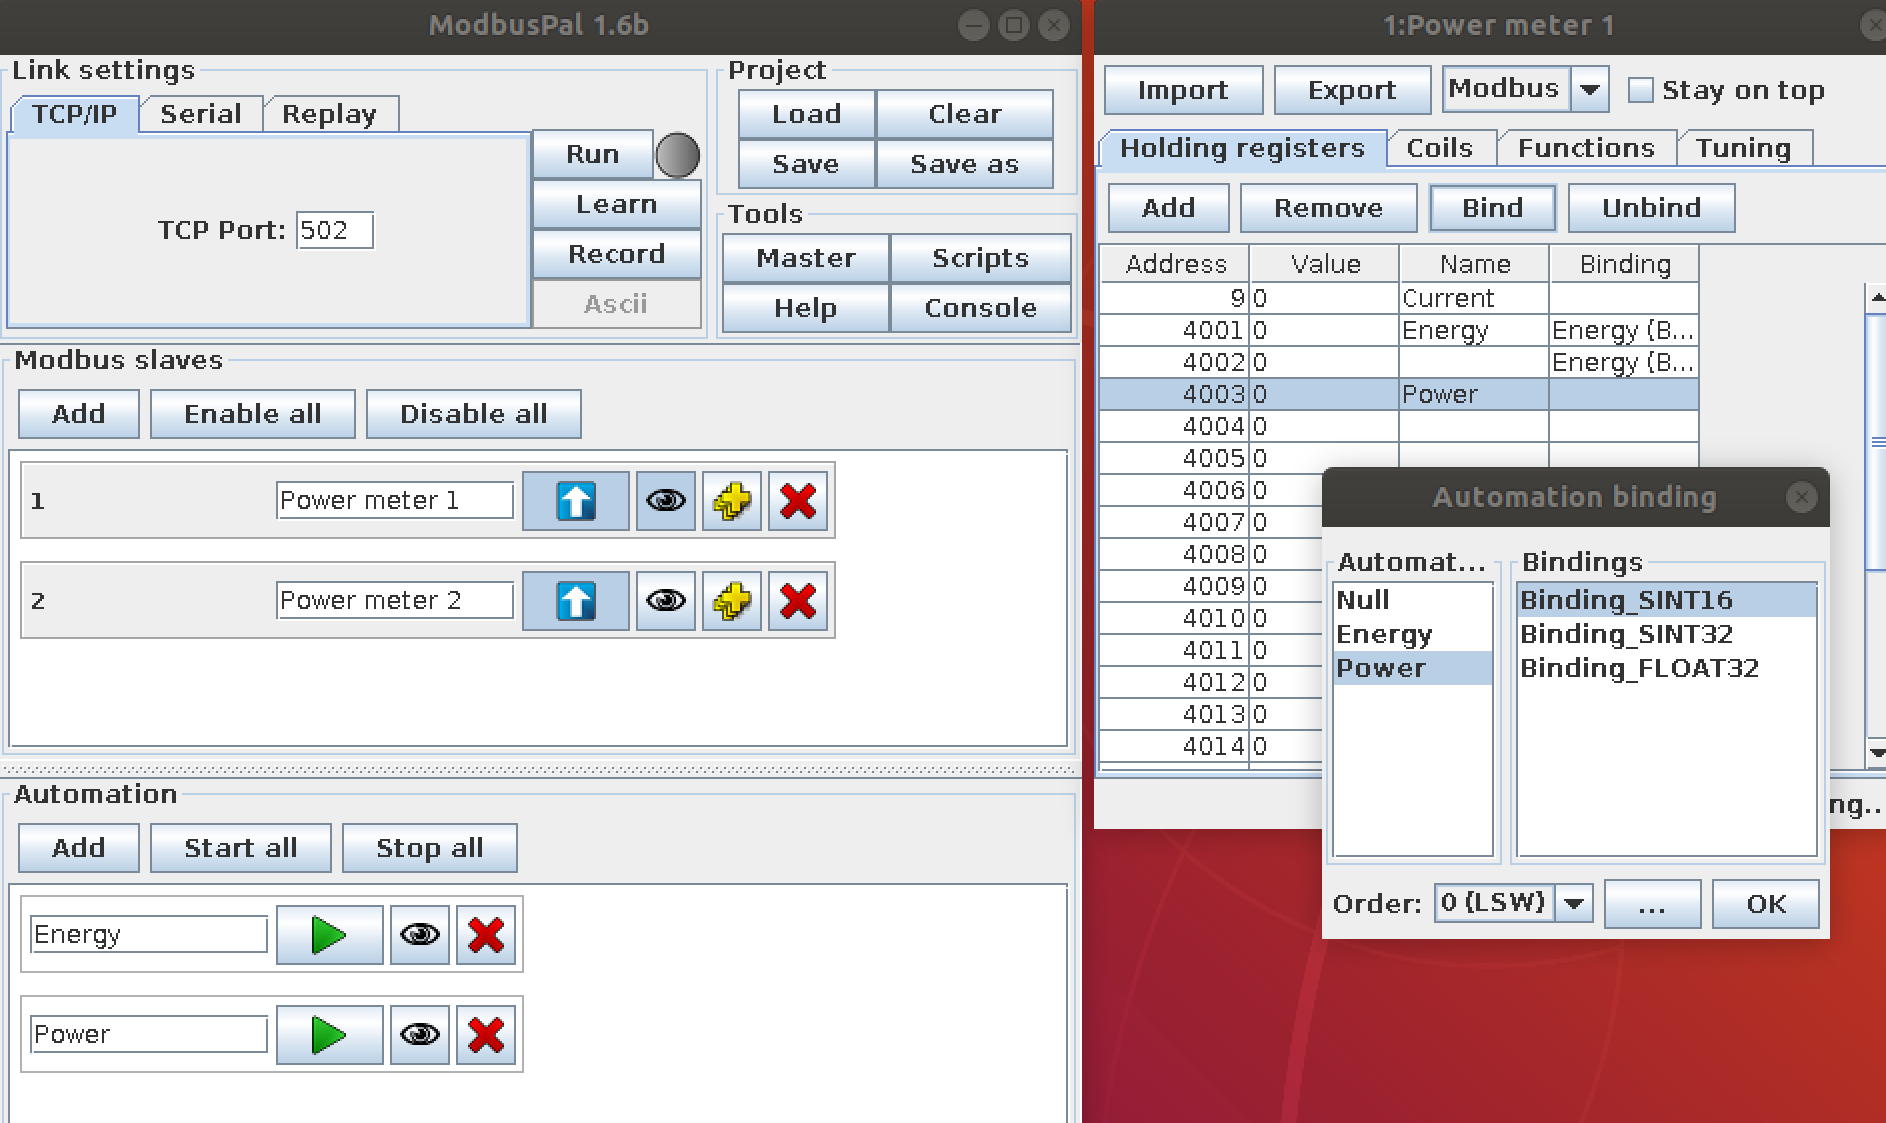 ModbusPal 1.6b
Link settings
TCP/IP
Serial
Replay
TCP Port: 502
Run
Learn
Record
Ascii
Project
Load
Clear
Save
Save as
Tools
Master
Scripts
Help
Console
Modbus slaves
Add
Enable all
Disable all
1 Power meter 1
2 Power meter 2
Automation
Add
Start all
Stop all
Energy
Power
1:Power meter 1
Import
Export
Modbus
Stay on top
Holding registers
Coils
Functions
Tuning
Add
Remove
Bind
Unbind
Address Value Name Binding
9 0 Current
4001 0 Energy Energy (B...
4002 0 Energy (B...
4003 0 Power
4004 0
4005 0
4006 0
4007 0
4008 0
4009 0
4010 0
4011 0
4012 0
4013 0
4014 0
ng..
Automation binding
Automat...
Null
Energy
Power
Bindings
Binding_SINT16
Binding_SINT32
Binding_FLOAT32
Order: 0 (LSW)
...
OK